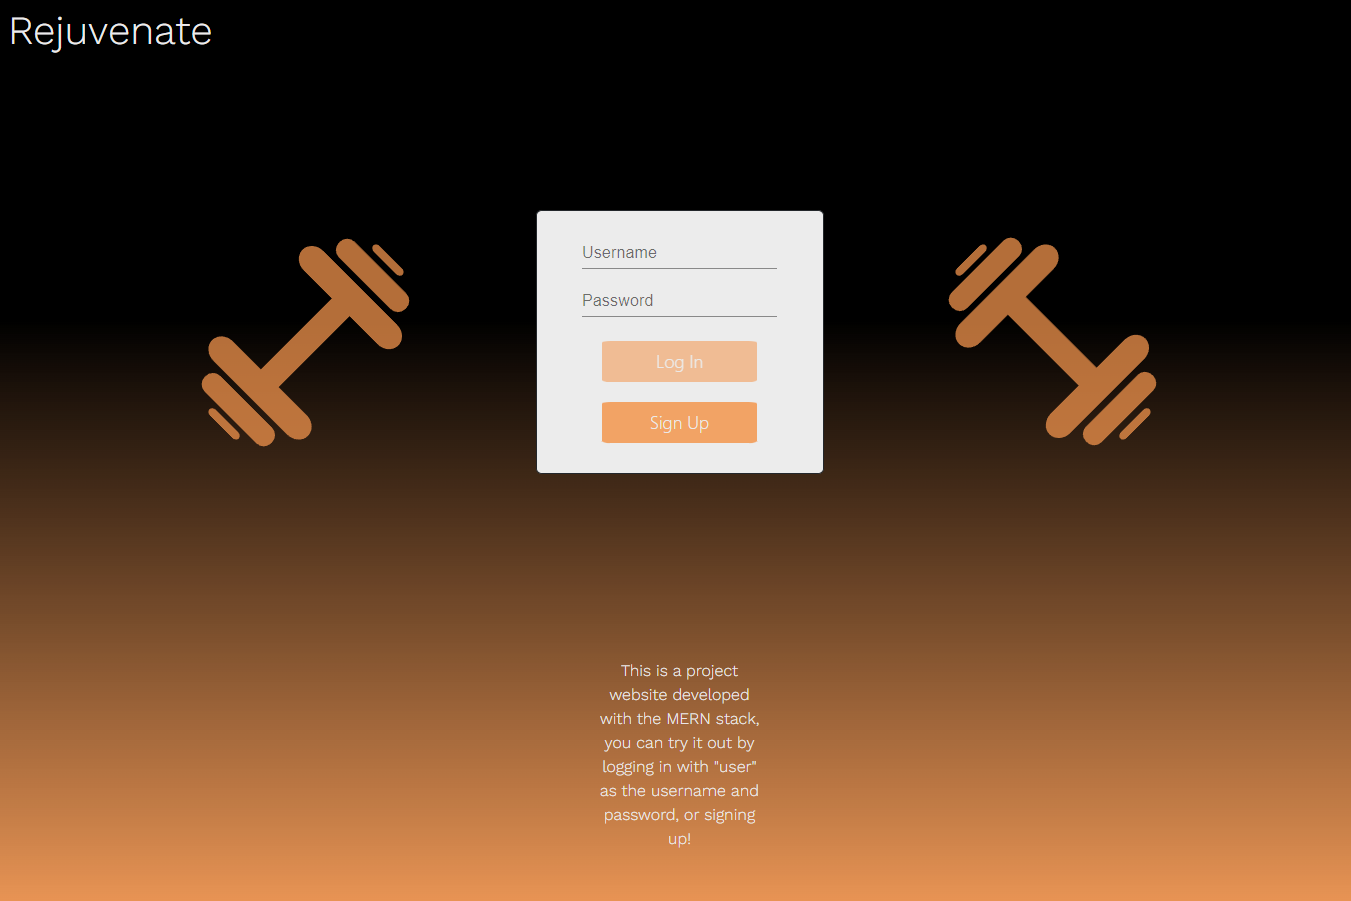 Rejuvenate
Username
Password
Log In
Sign Up
This is a project
website developed
with the MERN stack,
you can try it out by
logging in with "user"
as the username and
password, or signing
up!